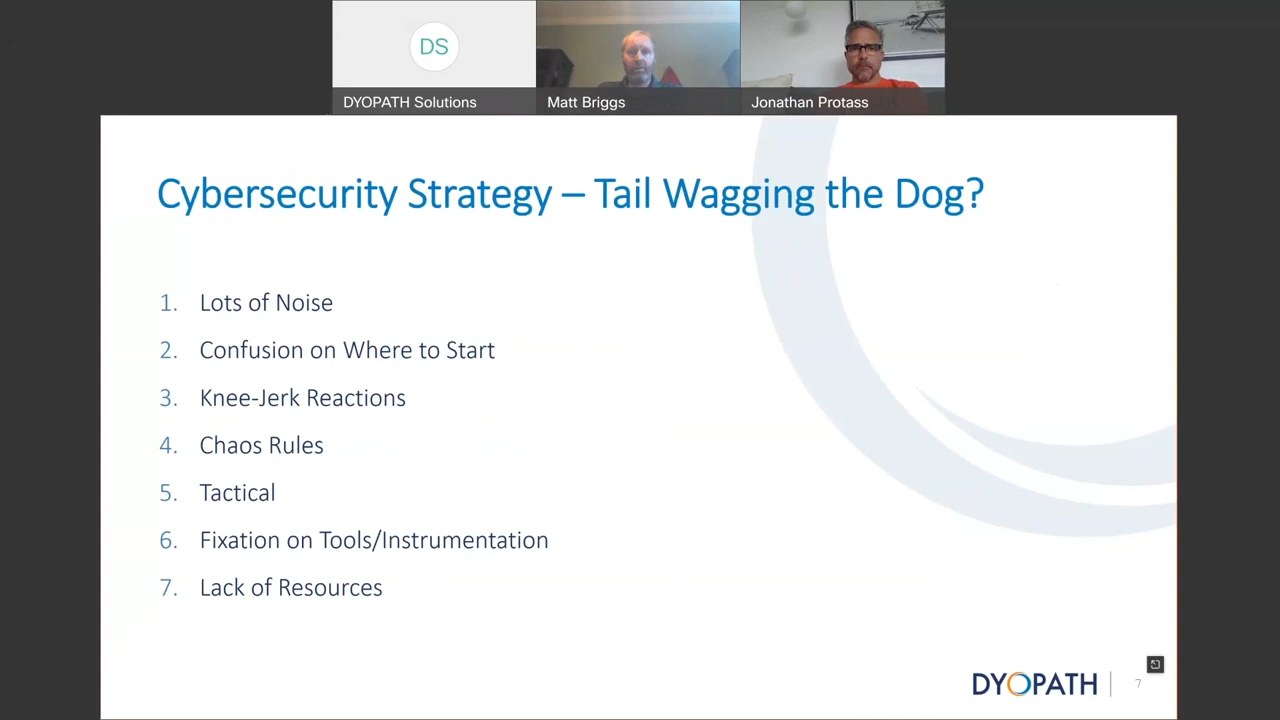 DS
DYOPATH Solutions
Matt Briggs
Jonathan Protass
Cybersecurity Strategy – Tail Wagging the Dog?
1. Lots of Noise
2. Confusion on Where to Start
3. Knee-Jerk Reactions
4. Chaos Rules
5. Tactical
6. Fixation on Tools/Instrumentation
7. Lack of Resources
DYOPATH
7